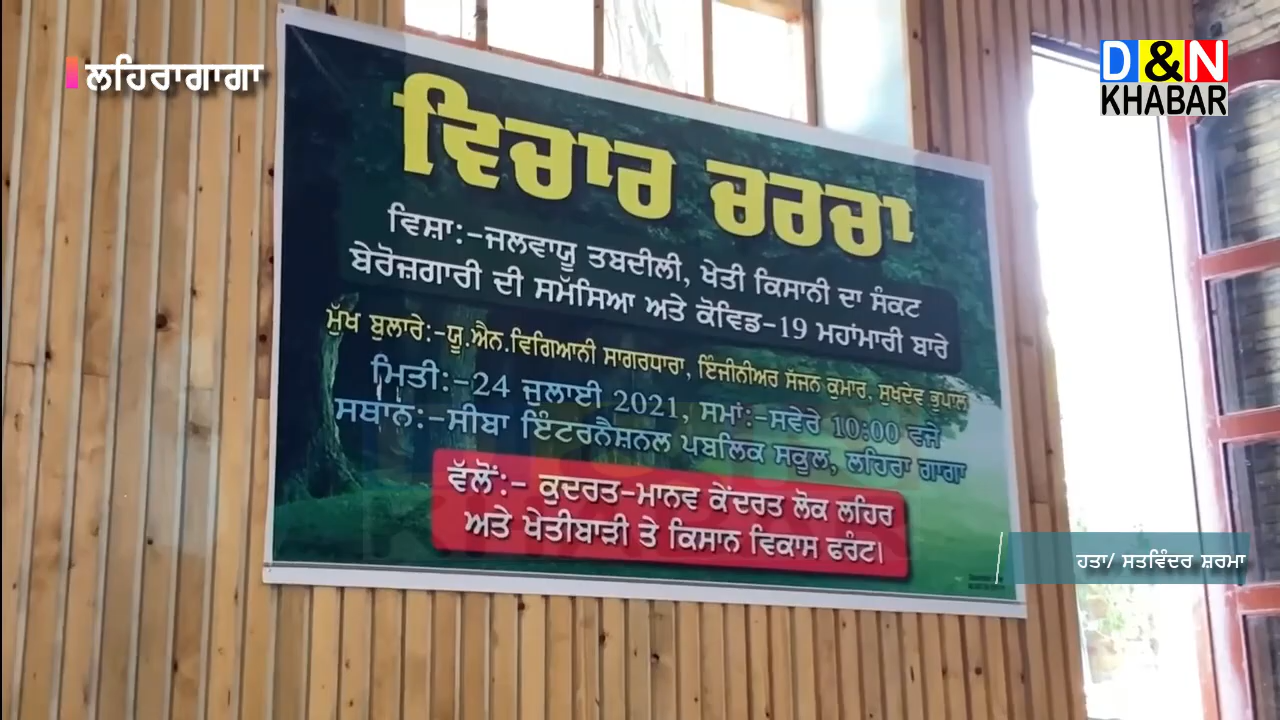 ਲਹਿਰਾਗਾਗਾ
D&N
KHABAR
ਵਿਚਾਰ ਚਰਚਾ
ਵਿਸ਼ਾ:-ਜਲਵਾਯੂ ਤਬਦੀਲੀ, ਖੇਤੀ ਕਿਸਾਨੀ ਦਾ ਸੰਕਟ
ਬੇਰੋਜ਼ਗਾਰੀ ਦੀ ਸਮੱਸਿਆ ਅਤੇ ਕੋਵਿਡ-19 ਮਹਾਂਮਾਰੀ ਬਾਰੇ
ਮੁੱਖ ਬੁਲਾਰੇ:-ਯੂ.ਐਨ.ਵਿਗਿਆਨੀ ਸਾਗਰਧਾਰਾ, ਇੰਜੀਨੀਅਰ ਸੱਜਨ ਕੁਮਾਰ, ਸੁਖਦੇਵ ਭੁਪਾਲ
ਮਿਤੀ:-24 ਜੁਲਾਈ 2021, ਸਮਾਂ:-ਸਵੇਰੇ 10:00 ਵਜੇ
ਸਥਾਨ:-ਸੀਬਾ ਇੰਟਰਨੈਸ਼ਨਲ ਪਬਲਿਕ ਸਕੂਲ, ਲਹਿਰਾ ਗਾਗਾ
ਵੱਲੋਂ:- ਕੁਦਰਤ-ਮਾਨਵ ਕੇਂਦਰਤ ਲੋਕ ਲਹਿਰ
ਅਤੇ ਖੇਤੀਬਾੜੀ ਤੇ ਕਿਸਾਨ ਵਿਕਾਸ ਫਰੰਟ।
ਹਤਾ/ ਸਤਵਿੰਦਰ ਸ਼ਰਮਾ